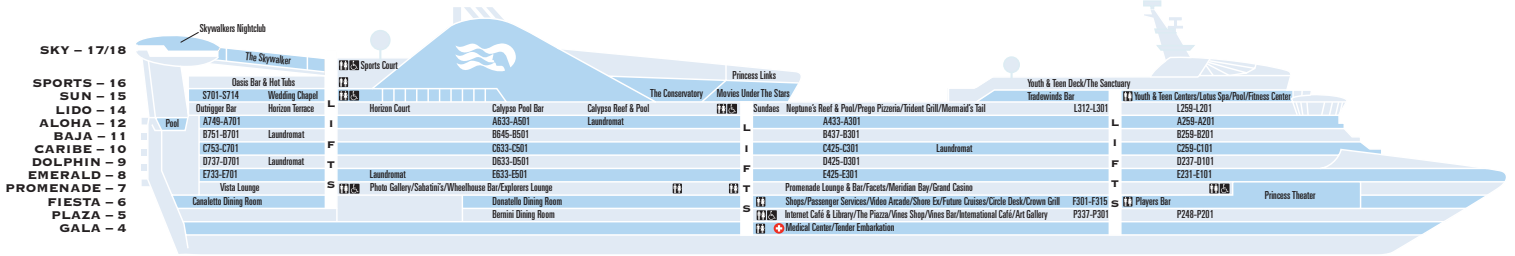 Skywalkers Nightclub
SKY – 17/18
The Skywalker
Sports Court
Princess Links
SPORTS – 16
Oasis Bar & Hot Tubs
Youth & Teen Deck/The Sanctuary
SUN – 15
S701-S714 Wedding Chapel
The Conservatory
Movies Under The Stars
Tradewinds Bar
Youth & Teen Centers/Lotus Spa/Pool/Fitness Center
LIDO – 14
Outrigger Bar Horizon Terrace
Horizon Court Calypso Pool Bar Calypso Reef & Pool
Sundaes Neptune's Reef & Pool/Prego Pizzeria/Trident Grill/Mermaid's Tail L312-L301
L259-L201
ALOHA – 12
Pool
A749-A701
A633-A501 Laundromat
A433-A301
A259-A201
BAJA – 11
B751-B701 Laundromat
B645-B501
B437-B301
B259-B201
CARIBE – 10
C753-C701
C633-C501
C425-C301 Laundromat
C259-C101
DOLPHIN – 9
D737-D701 Laundromat
D633-D501
D425-D301
D237-D101
EMERALD – 8
E733-E701
Laundromat E633-E501
E425-E301
E231-E101
PROMENADE – 7
Vista Lounge
Photo Gallery/Sabatini's/Wheelhouse Bar/Explorers Lounge
Promenade Lounge & Bar/Facets/Meridian Bay/Grand Casino
Princess Theater
FIESTA – 6
Canaletto Dining Room
Donatello Dining Room
Shops/Passenger Services/Video Arcade/Shore Ex/Future Cruises/Circle Desk/Crown Grill F301-F315
Players Bar
PLAZA – 5
Bernini Dining Room
Internet Café & Library/The Piazza/Vines Shop/Vines Bar/International Café/Art Gallery P337-P301
P248-P201
GALA – 4
Medical Center/Tender Embarkation
LIFTS
LIFTS
LIFTS